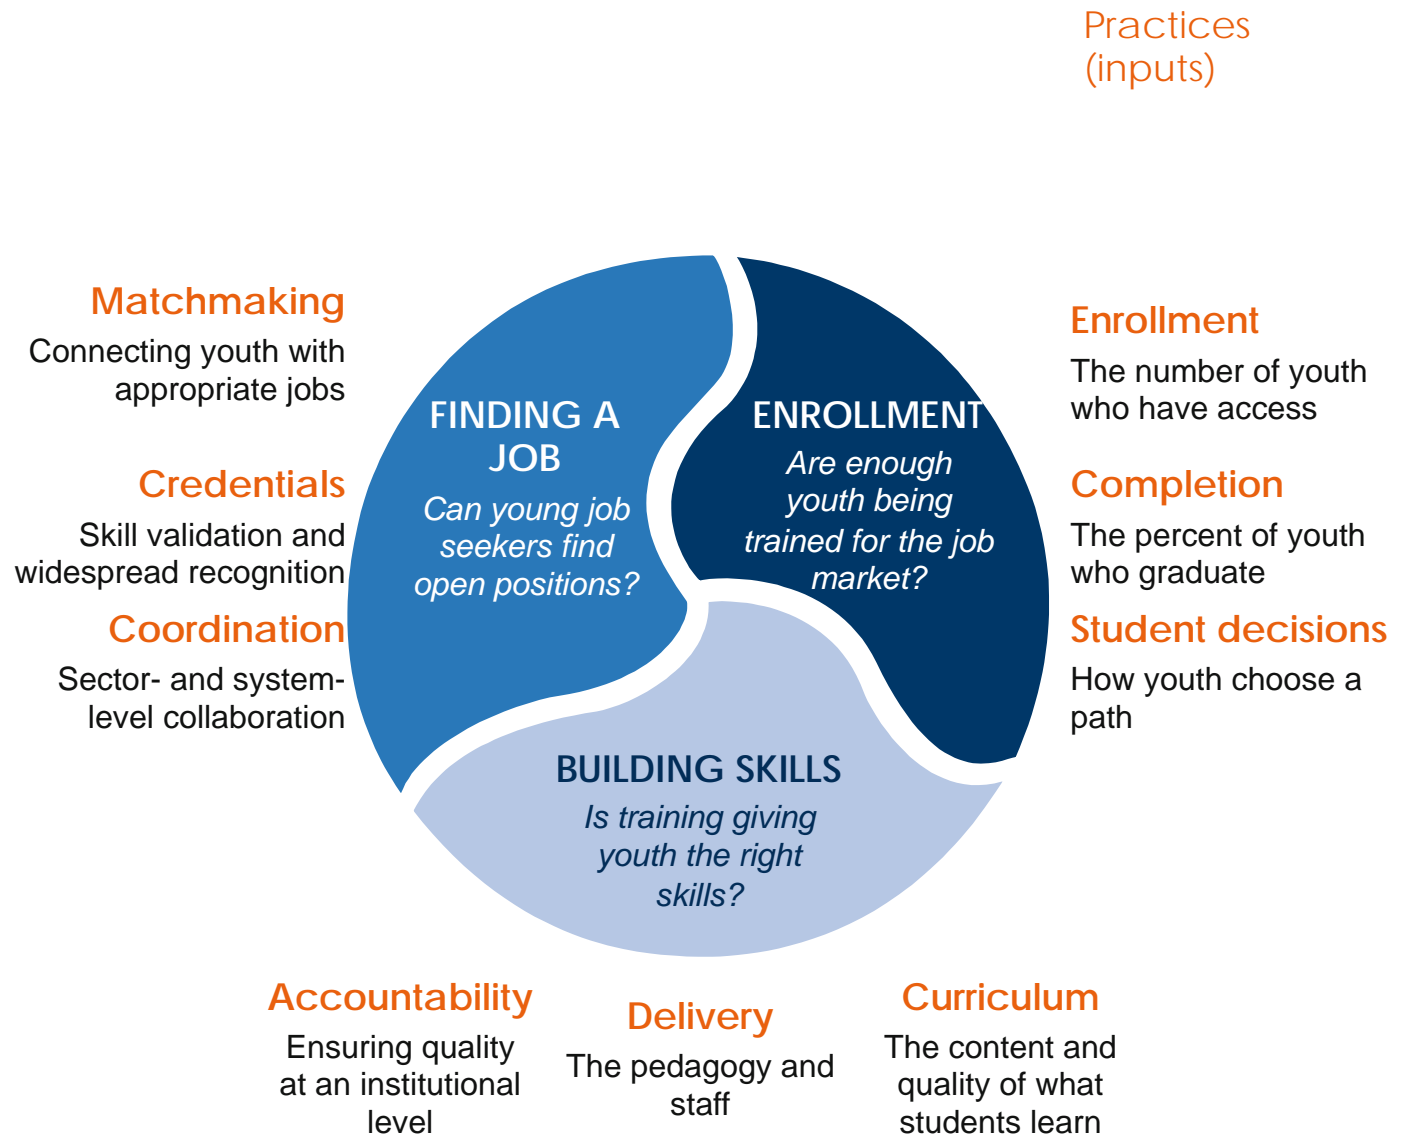 Practices
(inputs)
Matchmaking
Connecting youth with
appropriate jobs
Credentials
Skill validation and
widespread recognition
Coordination
Sector- and system-
level collaboration
FINDING A
JOB
Can young job
seekers find
open positions?
ENROLLMENT
Are enough
youth being
trained for the job
market?
Enrollment
The number of youth
who have access
Completion
The percent of youth
who graduate
Student decisions
How youth choose a
path
BUILDING SKILLS
Is training giving
youth the right
skills?
Accountability
Ensuring quality
at an institutional
level
Delivery
The pedagogy and
staff
Curriculum
The content and
quality of what
students learn